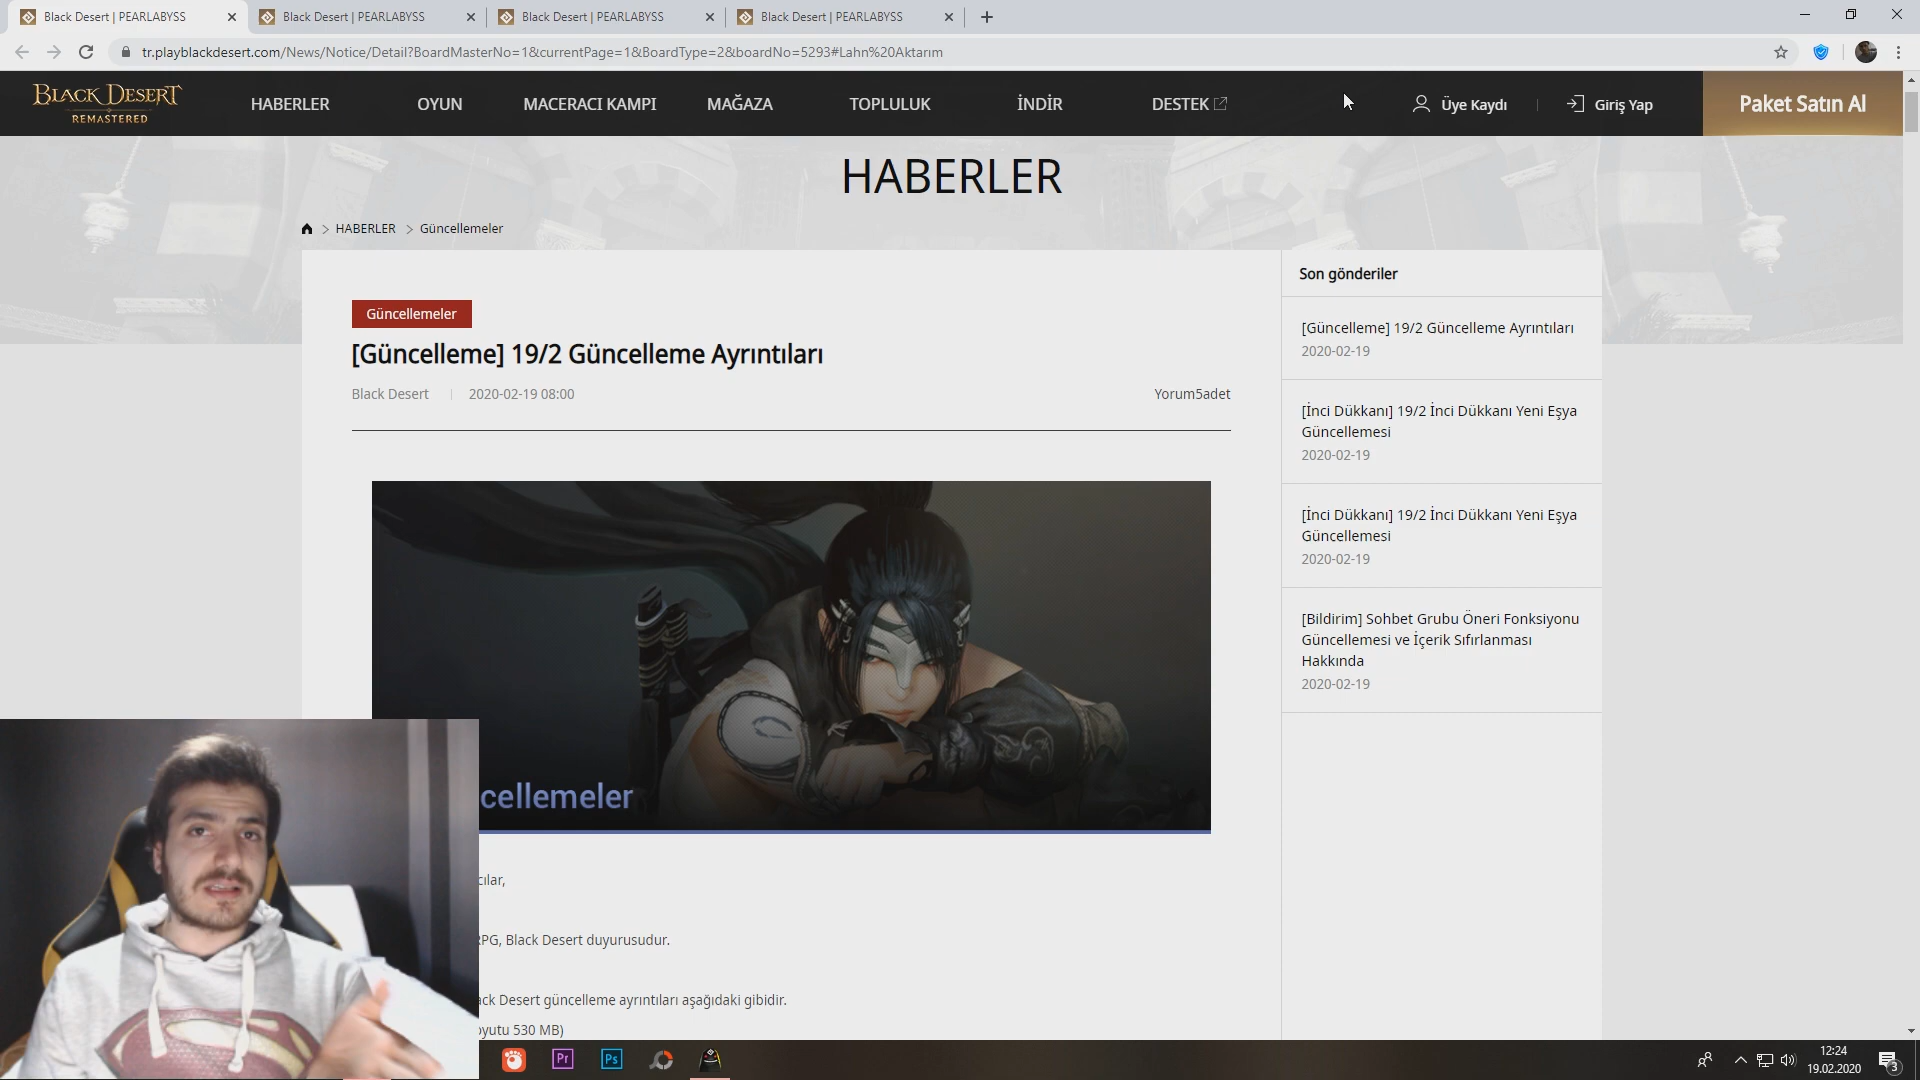 Black Desert | PEARLABYSS
Black Desert | PEARLABYSS
Black Desert | PEARLABYSS
Black Desert | PEARLABYSS
tr.playblackdesert.com/News/Notice/Detail?BoardMasterNo=1&currentPage=1&BoardType=2&boardNo=5293#Lahn%20Aktarım
BLACK DESERT
REMASTERED
HABERLER
OYUN
MACERACI KAMPI
MAĞAZA
TOPLULUK
İNDİR
DESTEK
Üye Kaydı
Giriş Yap
Paket Satın Al
HABERLER
HABERLER > Güncellemeler
Güncellemeler
[Güncelleme] 19/2 Güncelleme Ayrıntıları
Black Desert
2020-02-19 08:00
Yorum5adet
cellemeler
cılar,
RPG, Black Desert duyurusudur.
ack Desert güncelleme ayrıntıları aşağıdaki gibidir.
oyutu 530 MB)
Son gönderiler
[Güncelleme] 19/2 Güncelleme Ayrıntıları
2020-02-19
[İnci Dükkanı] 19/2 İnci Dükkanı Yeni Eşya
Güncellemesi
2020-02-19
[İnci Dükkanı] 19/2 İnci Dükkanı Yeni Eşya
Güncellemesi
2020-02-19
[Bildirim] Sohbet Grubu Öneri Fonksiyonu
Güncellemesi ve İçerik Sıfırlanması
Hakkında
2020-02-19
Pr
Ps
12:24
19.02.2020
3